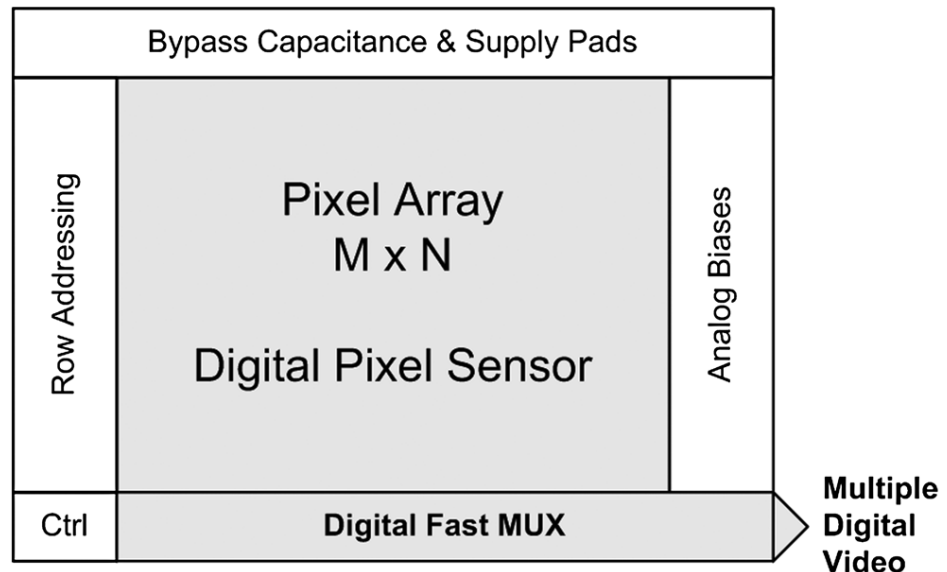 Bypass Capacitance & Supply Pads
Row Addressing
Pixel Array
M x N
Digital Pixel Sensor
Analog Biases
Ctrl
Digital Fast MUX
Multiple
Digital
Video